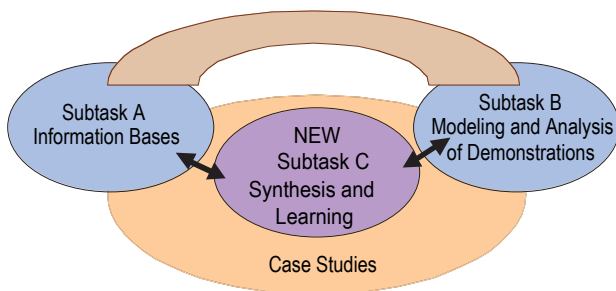 Subtask A
Information Bases
NEW
Subtask C
Synthesis and
Learning
Subtask B
Modeling and Analysis
of Demonstrations
Case Studies